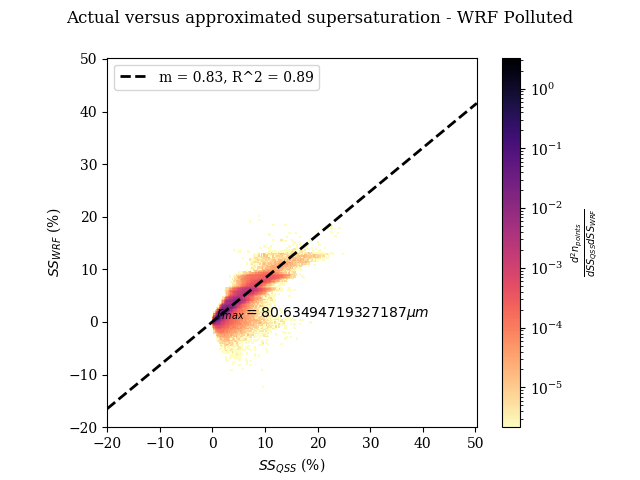 Actual versus approximated supersaturation - WRF Polluted
m = 0.83, R^2 = 0.89
50
40
30
20
10
0
−10
−20
SS_WRF (%)
r_max = 80.63494719327187μm
−20 −10 0 10 20 30 40 50
SS_QSS (%)
10^0
10^−1
10^−2
10^−3
10^−4
10^−5
d^2 n_points / dSS_QSS dSS_WRF